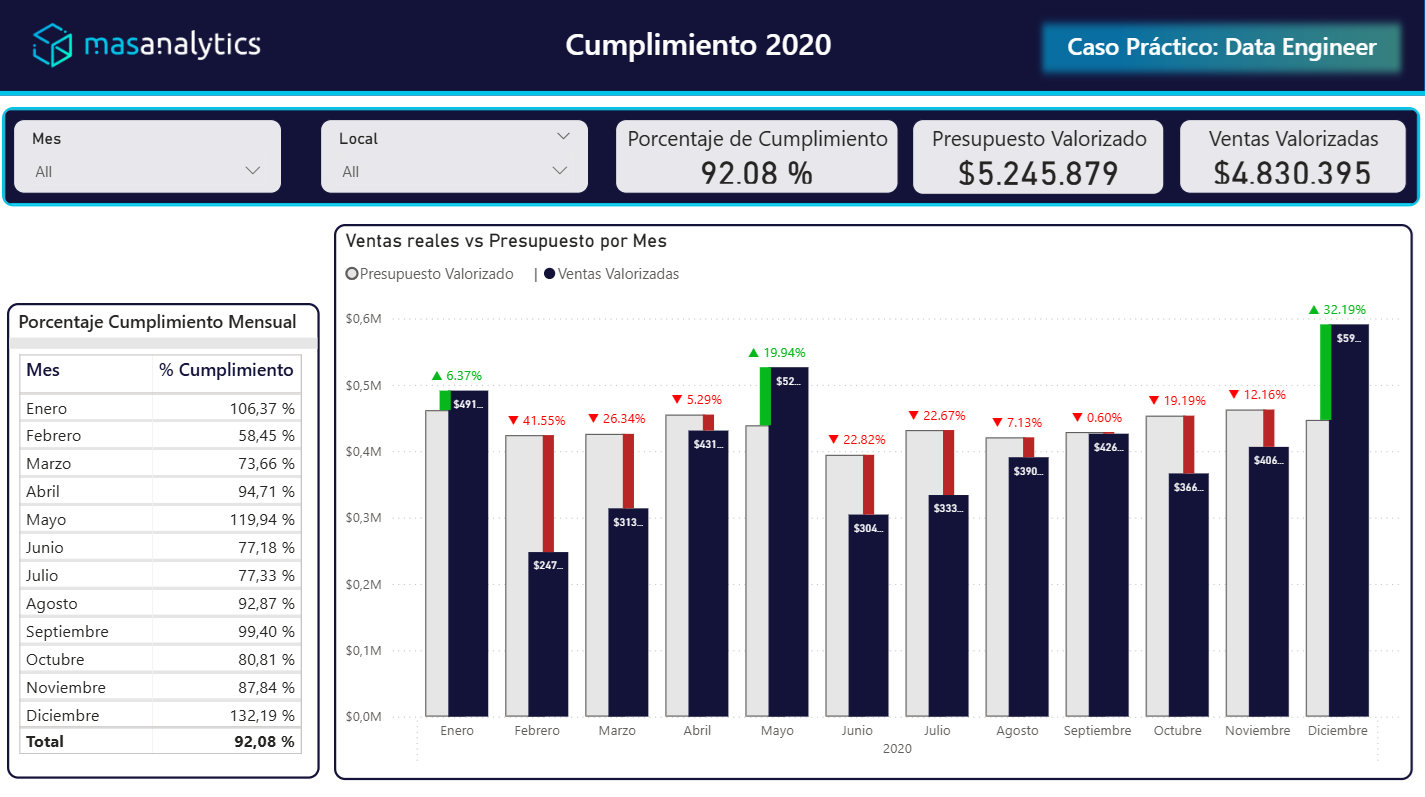 masanalytics
Cumplimiento 2020
Caso Práctico: Data Engineer
Mes
All
Local
All
Porcentaje de Cumplimiento
92.08 %
Presupuesto Valorizado
$5.245.879
Ventas Valorizadas
$4.830.395
Porcentaje Cumplimiento Mensual
Mes % Cumplimiento
Enero 106,37 %
Febrero 58,45 %
Marzo 73,66 %
Abril 94,71 %
Mayo 119,94 %
Junio 77,18 %
Julio 77,33 %
Agosto 92,87 %
Septiembre 99,40 %
Octubre 80,81 %
Noviembre 87,84 %
Diciembre 132,19 %
Total 92,08 %
Ventas reales vs Presupuesto por Mes
Presupuesto Valorizado | Ventas Valorizadas
$0,6M
$0,5M
$0,4M
$0,3M
$0,2M
$0,1M
$0,0M
▲ 6.37%
▼ 41.55%
▼ 26.34%
▼ 5.29%
▲ 19.94%
▼ 22.82%
▼ 22.67%
▼ 7.13%
▼ 0.60%
▼ 19.19%
▼ 12.16%
▲ 32.19%
$491...
$247...
$313...
$431...
$52...
$304...
$333...
$390...
$426...
$366...
$406...
$59...
Enero Febrero Marzo Abril Mayo Junio Julio Agosto Septiembre Octubre Noviembre Diciembre
2020